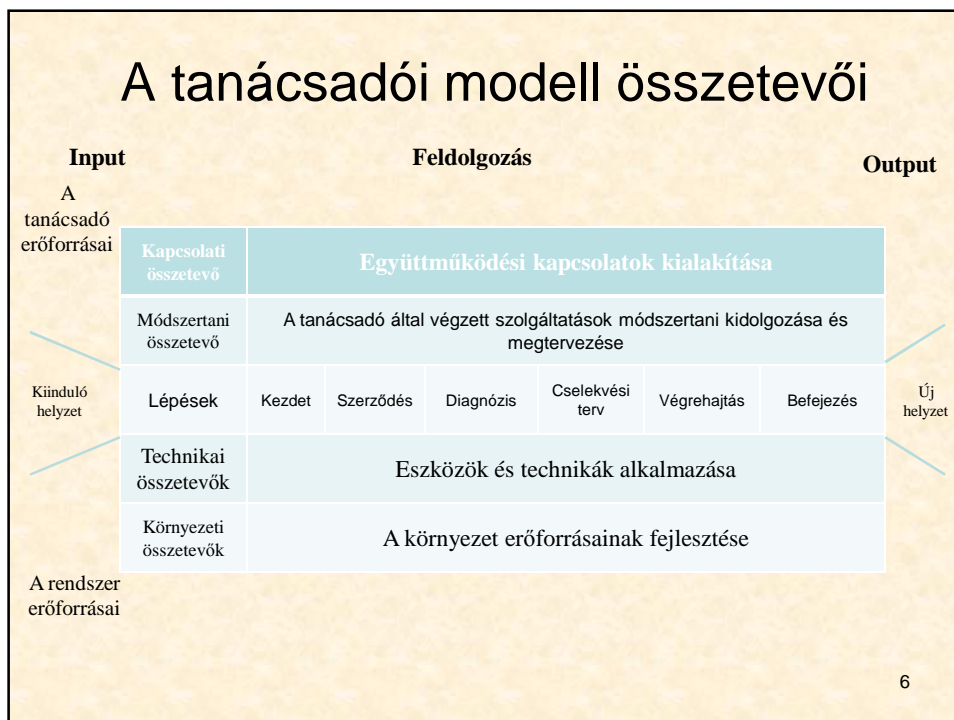 A tanácsadói modell összetevői
Input
Feldolgozás
Output
A
tanácsadó
erőforrásai
Kapcsolati
összetevő
Együttműködési kapcsolatok kialakítása
Módszertani
összetevő
A tanácsadó által végzett szolgáltatások módszertani kidolgozása és
megtervezése
Kiinduló
helyzet
Lépések
Kezdet
Szerződés
Diagnózis
Cselekvési
terv
Végrehajtás
Befejezés
Új
helyzet
Technikai
összetevők
Eszközök és technikák alkalmazása
Környezeti
összetevők
A környezet erőforrásainak fejlesztése
A rendszer
erőforrásai
6